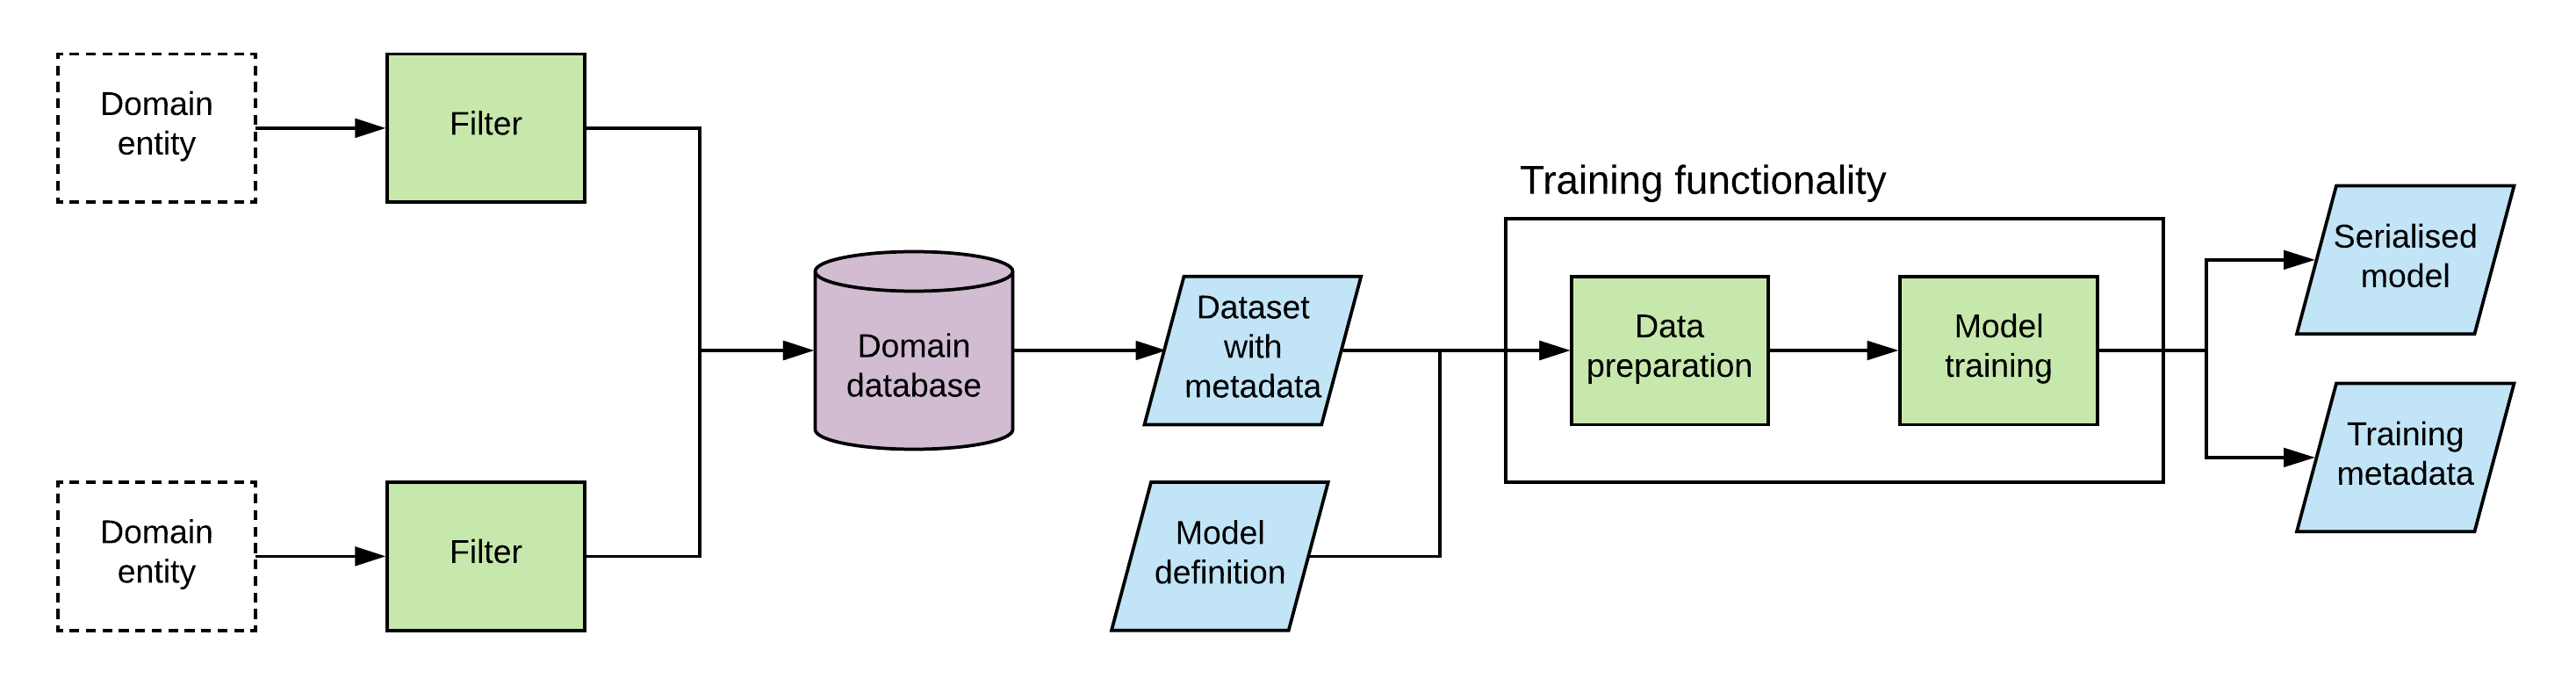 Domain
entity
Filter
Domain
entity
Filter
Domain
database
Dataset
with
metadata
Model
definition
Training functionality
Data
preparation
Model
training
Serialised
model
Training
metadata